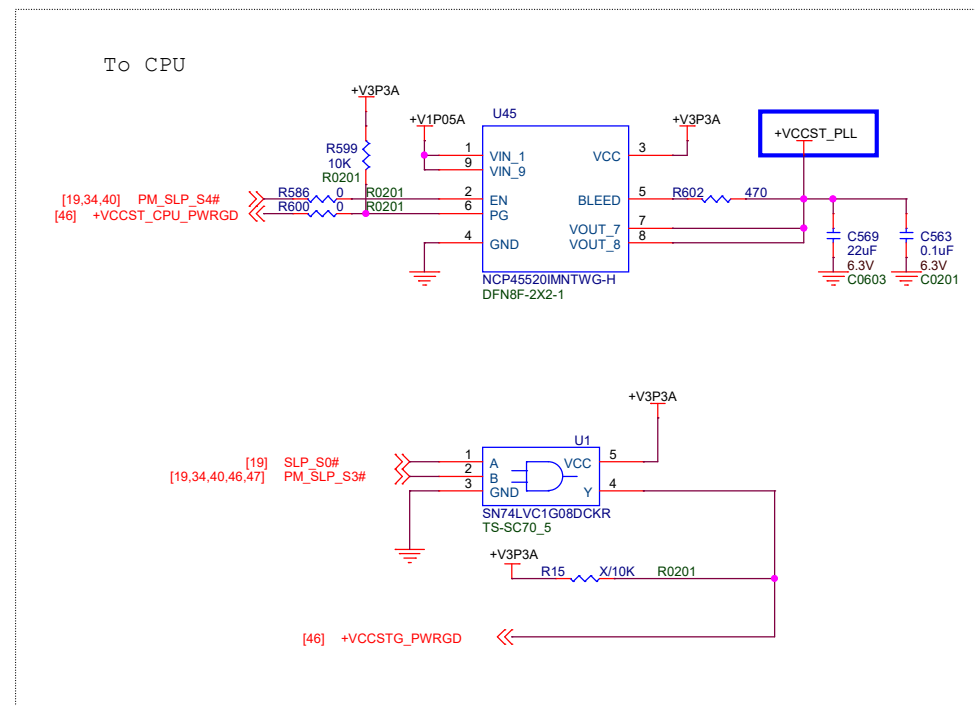 To CPU
+V3P3A
+V1P05A
U45
+V3P3A
+VCCST_PLL
R599
10K
R0201
1 VIN_1
9 VIN_9
VCC 3
[19,34,40] PM_SLP_S4# R586 0 R0201 2 EN
BLEED 5 R602 470
[46] +VCCST_CPU_PWRGD R600 0 R0201 6 PG
VOUT_7 7
4 GND
VOUT_8 8
C569
22uF
6.3V
C0603
C563
0.1uF
6.3V
C0201
NCP45520IMNTWG-H
DFN8F-2X2-1
+V3P3A
U1
[19] SLP_S0# 1 A VCC 5
[19,34,40,46,47] PM_SLP_S3# 2 B
3 GND Y 4
SN74LVC1G08DCKR
TS-SC70_5
+V3P3A
R15 X/10K R0201
[46] +VCCSTG_PWRGD